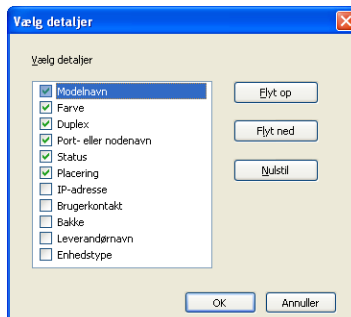 Vælg detaljer
Vælg detaljer
Modelnavn
Farve
Duplex
Port- eller nodenavn
Status
Placering
IP-adresse
Brugerkontakt
Bakke
Leverandørnavn
Enhedstype
Flyt op
Flyt ned
Nulstil
OK
Annuller